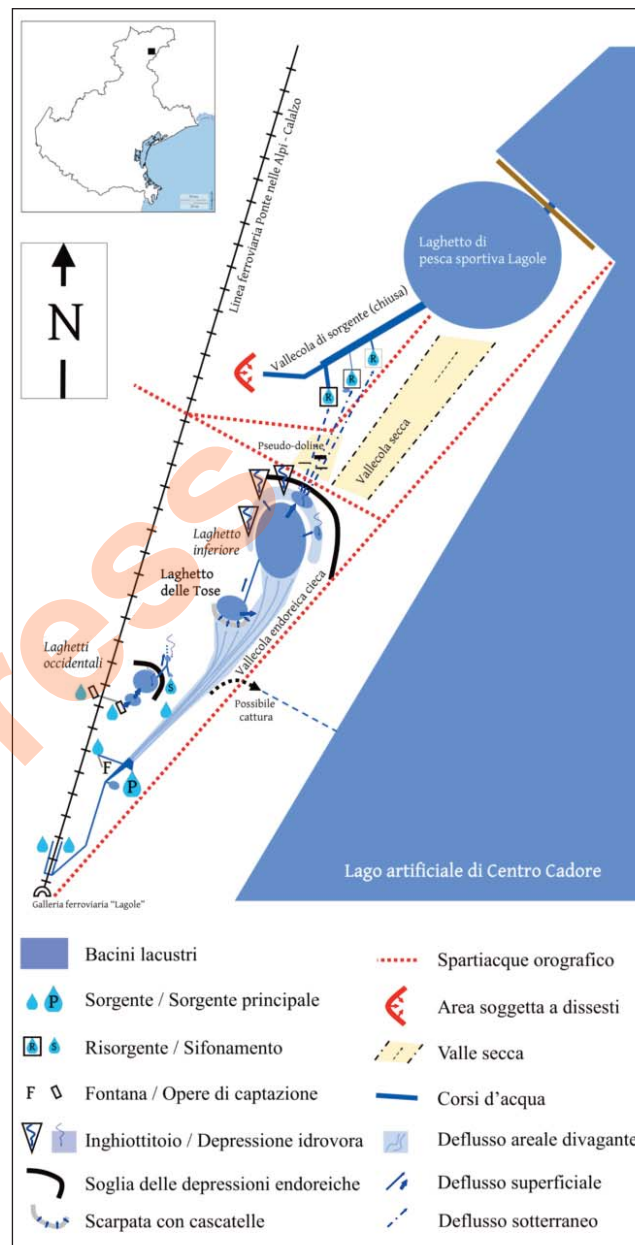 Linea ferroviaria Ponte nelle Alpi - Calalzo
N
Laghetto di
pesca sportiva Lagole
Vallecola di sorgente (chiusa)
R
R
R
Pseudo-doline
Vallecola secca
Laghetto
inferiore
Laghetto
delle Tose
Vallecola endoreica cieca
Laghetti
occidentali
S
S
Possibile
cattura
F
P
Lago artificiale di Centro Cadore
Galleria ferroviaria "Lagole"
ress
Bacini lacustri
Spartiacque orografico
P
Sorgente / Sorgente principale
Area soggetta a dissesti
R S
Risorgente / Sifonamento
Valle secca
F
Fontana / Opere di captazione
Corsi d'acqua
Inghiottitoio / Depressione idrovora
Deflusso areale divagante
Soglia delle depressioni endoreiche
Deflusso superficiale
Scarpata con cascatelle
Deflusso sotterraneo